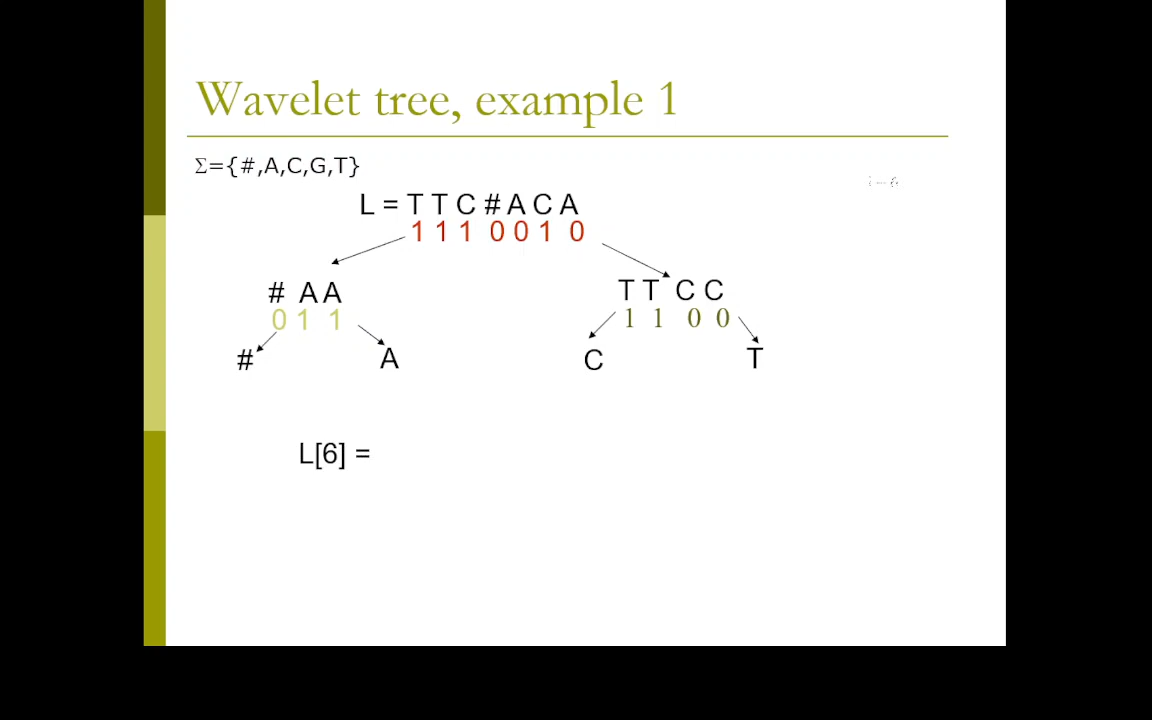 Wavelet tree, example 1
Σ={#,A,C,G,T}
L = T T C # A C A
1 1 1 0 0 1 0
# A A
0 1 1
T T C C
1 1 0 0
# A
C T
L[6] =